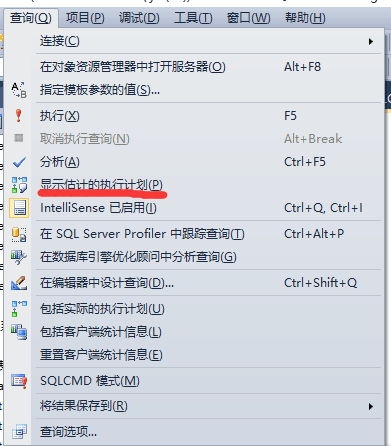 查询(Q) 项目(P) 调试(D) 工具(T) 窗口(W) 帮助(H)
连接(C)
在对象资源管理器中打开服务器(O) Alt+F8
指定模板参数的值(S)...
执行(X) F5
取消执行查询(N) Alt+Break
分析(A) Ctrl+F5
显示估计的执行计划(P)
IntelliSense 已启用(I) Ctrl+Q, Ctrl+I
在 SQL Server Profiler 中跟踪查询(T) Ctrl+Alt+P
在数据库引擎优化顾问中分析查询(G)
在编辑器中设计查询(D)... Ctrl+Shift+Q
包括实际的执行计划(U)
包括客户端统计信息(L)
重置客户端统计信息(E)
SQLCMD 模式(M)
将结果保存到(R)
查询选项...